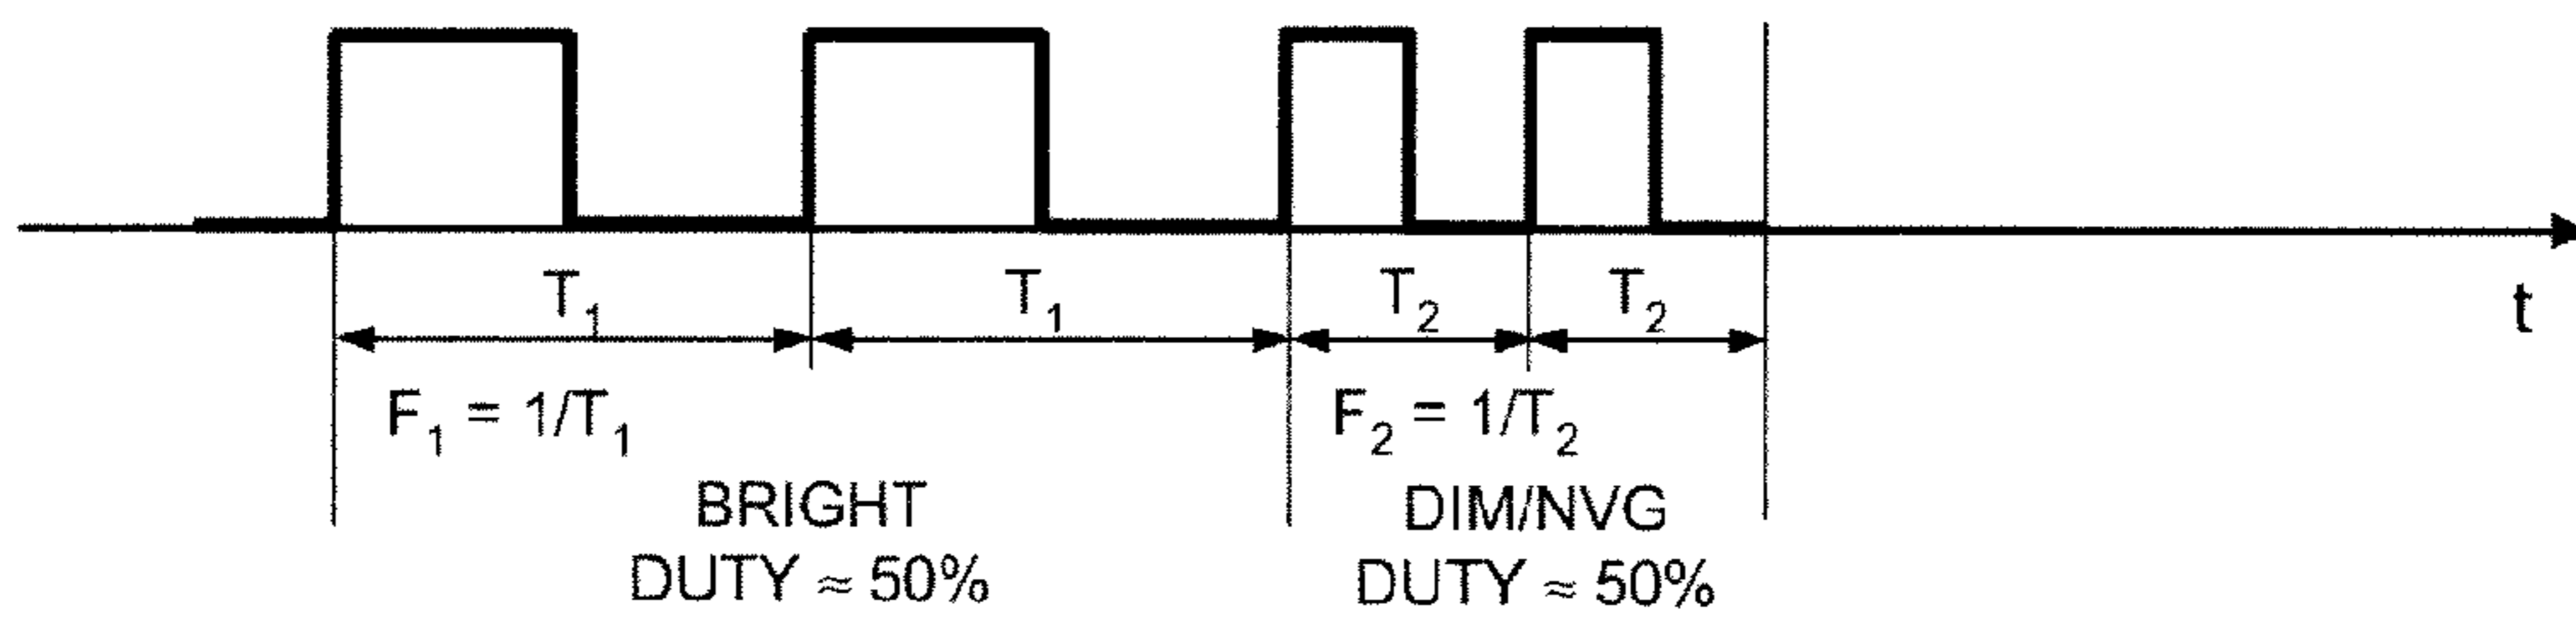 T₁ T₁ T₂ T₂ t
F₁ = 1/T₁ F₂ = 1/T₂
BRIGHT DIM/NVG
DUTY ≈ 50% DUTY ≈ 50%